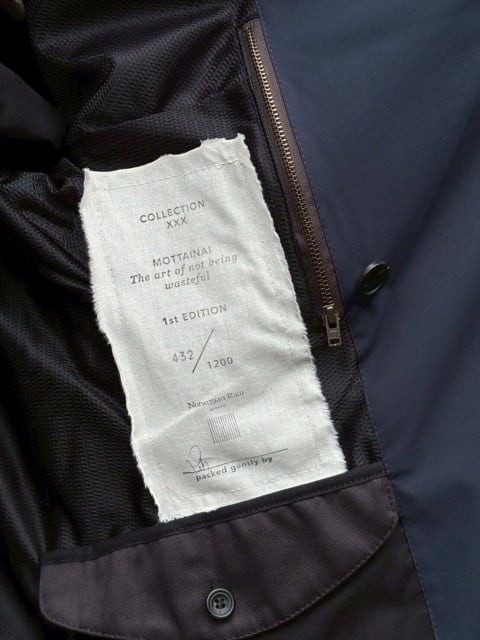 COLLECTION
XXX
MOTTAINAI
The art of not being
wasteful
1st EDITION
432/1200
Norwegian Rain
packed gently by